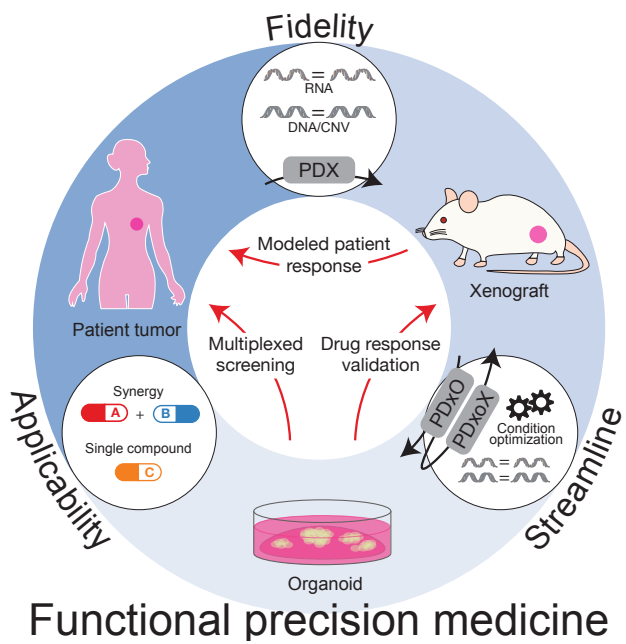 Fidelity
=
RNA
=
DNA/CNV
PDX
Modeled patient
response
Patient tumor
Xenograft
Multiplexed
screening
Drug response
validation
Applicability
Synergy
A + B
Single compound
C
PDxO
PDxoX
Condition
optimization
=
=
Streamline
Organoid
Functional precision medicine